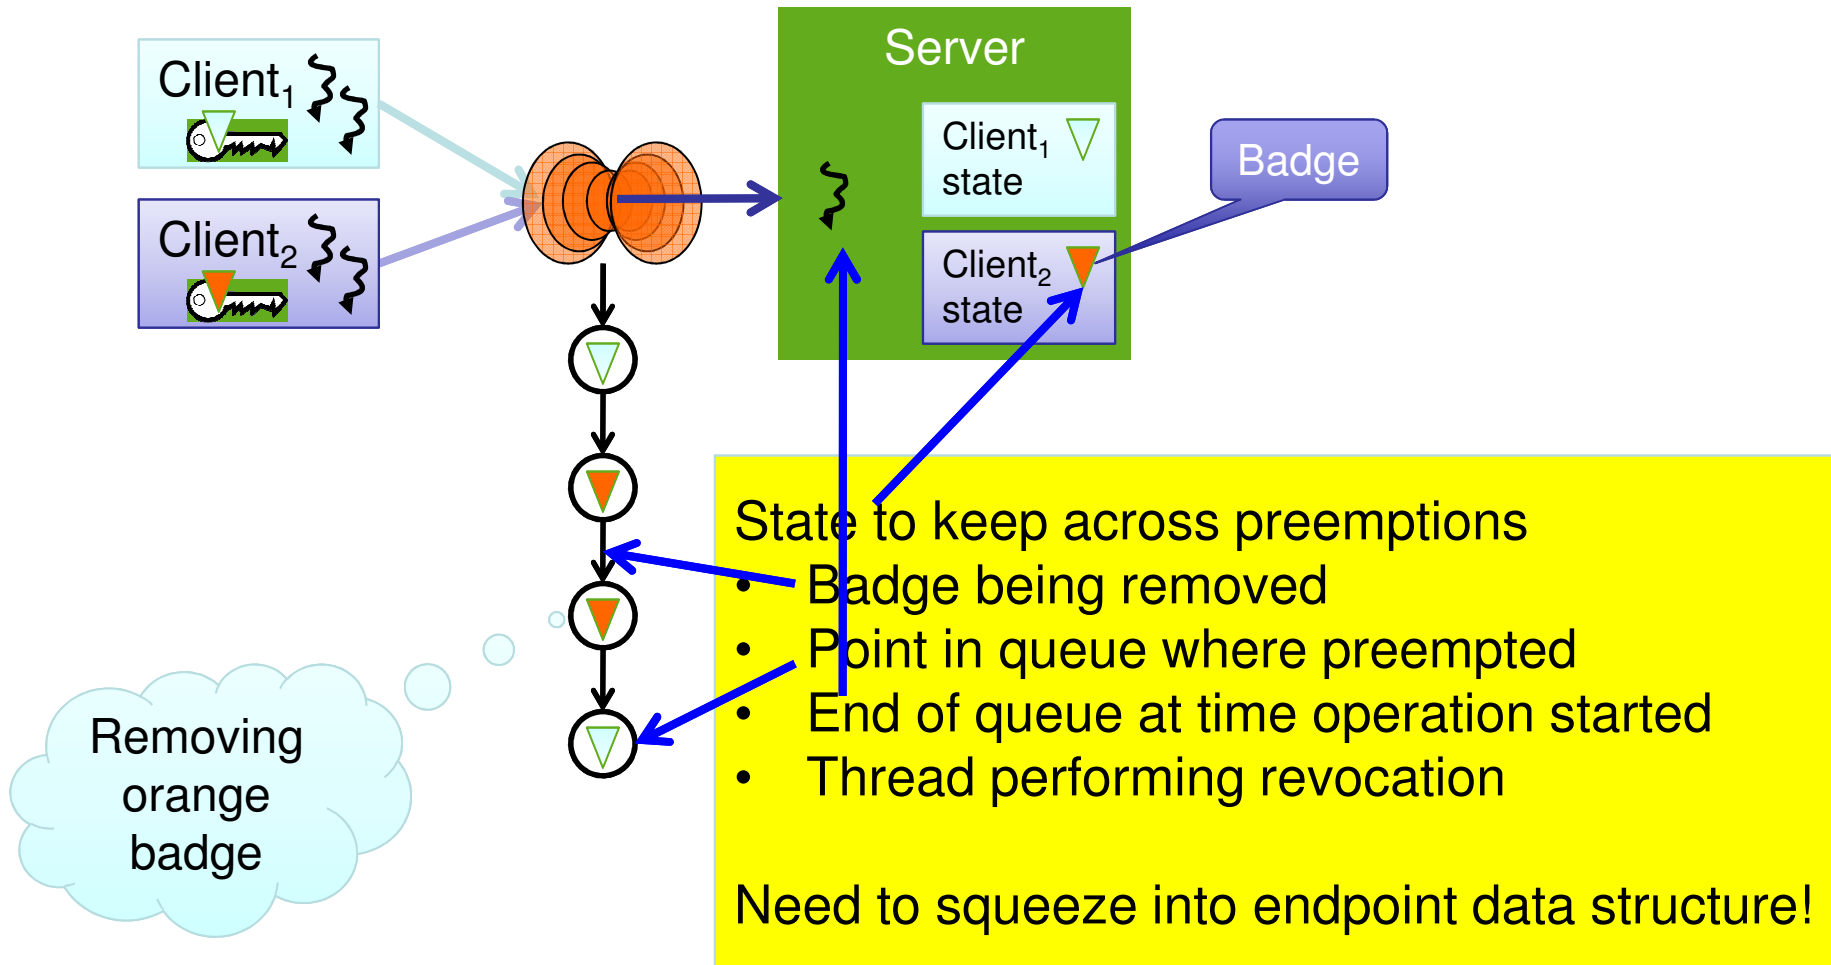 Client₁
Client₂
Server
Client₁
state
Client₂
state
Badge
Removing
orange
badge
State to keep across preemptions
• Badge being removed
• Point in queue where preempted
• End of queue at time operation started
• Thread performing revocation
Need to squeeze into endpoint data structure!